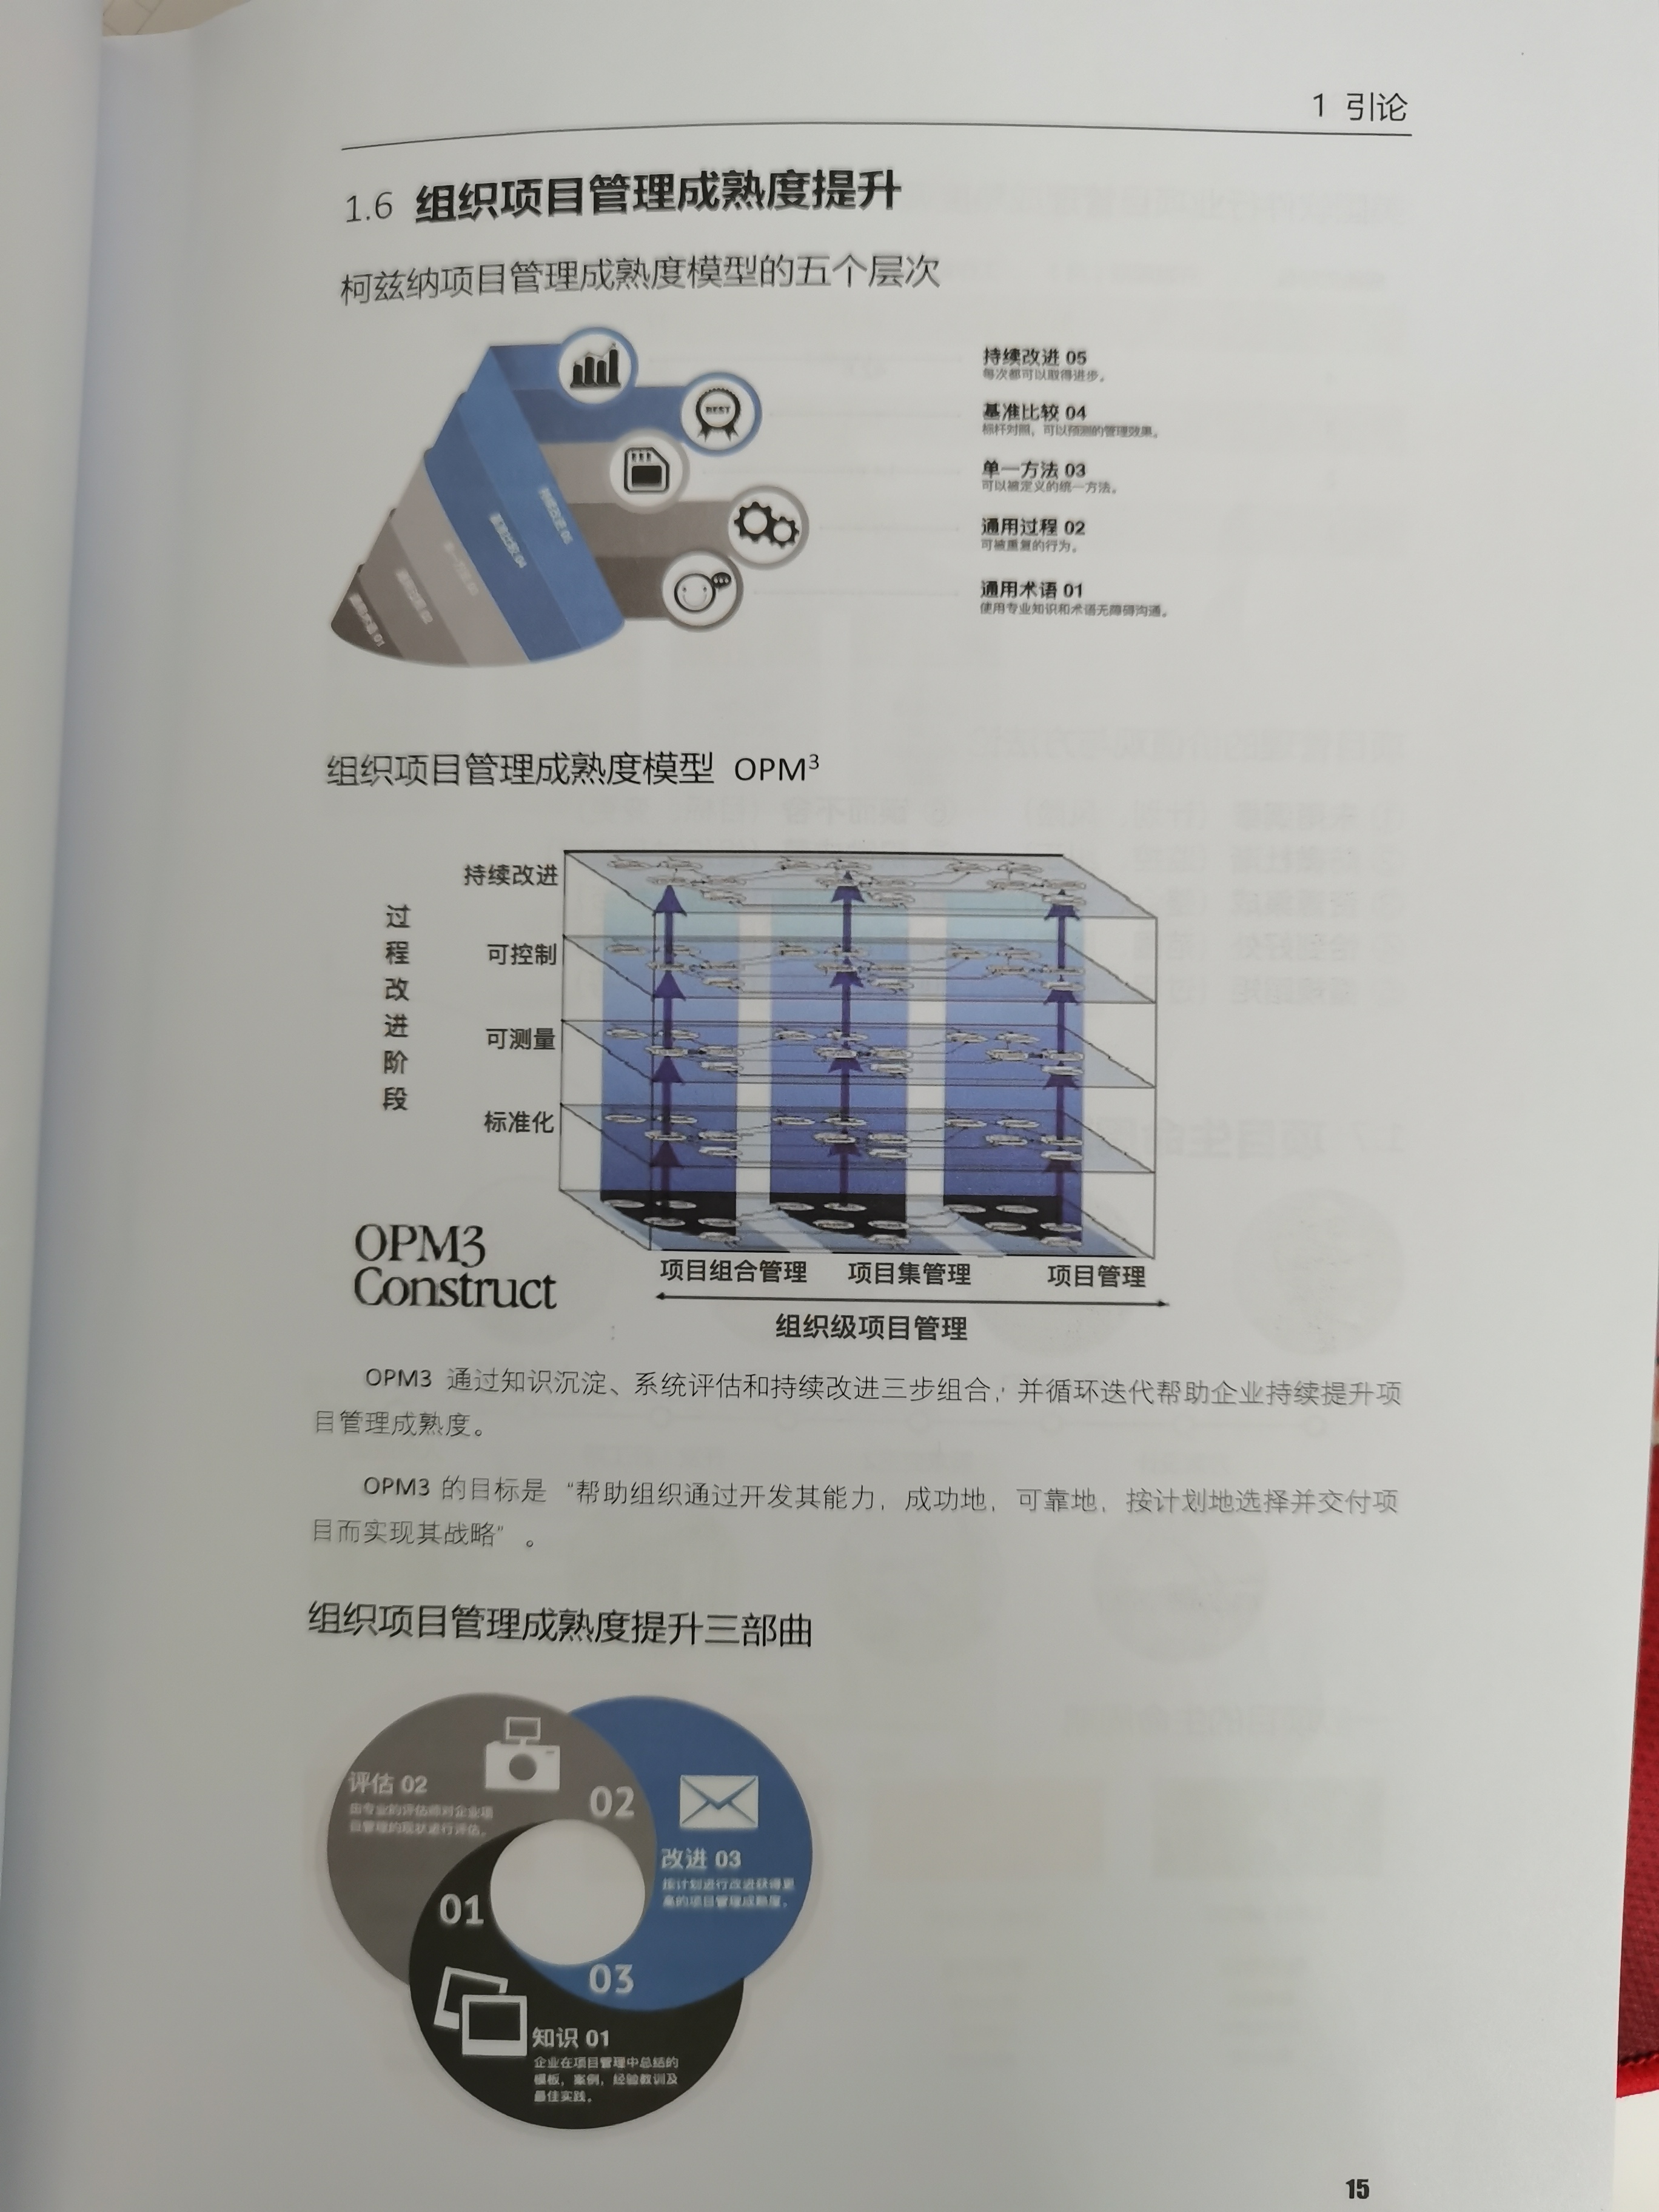 1 引论
1.6 组织项目管理成熟度提升
柯兹纳项目管理成熟度模型的五个层次
持续改进 05
每次都可以取得进步。
BEST
基准比较 04
标杆对照，可以预测的管理效果。
单一方法 03
可以被定义的统一方法。
通用过程 02
可被重复的行为。
通用术语 01
使用专业知识和术语无障碍沟通。
持续改进 05
基准比较 04
通用术语 01
组织项目管理成熟度模型 OPM³
过程改进阶段
持续改进
可控制
可测量
标准化
OPM3
Construct
项目组合管理 项目集管理 项目管理
组织级项目管理
OPM3 通过知识沉淀、系统评估和持续改进三步组合，并循环迭代帮助企业持续提升项
目管理成熟度。
OPM3 的目标是 “帮助组织通过开发其能力，成功地，可靠地，按计划地选择并交付项
目而实现其战略” 。
组织项目管理成熟度提升三部曲
评估 02
由专业的评估师对企业项
目管理的现状进行评估。
02
改进 03
按计划进行改进获得更
高的项目管理成熟度。
01
03
知识 01
企业在项目管理中总结的
模板，案例，经验教训及
最佳实践。
15